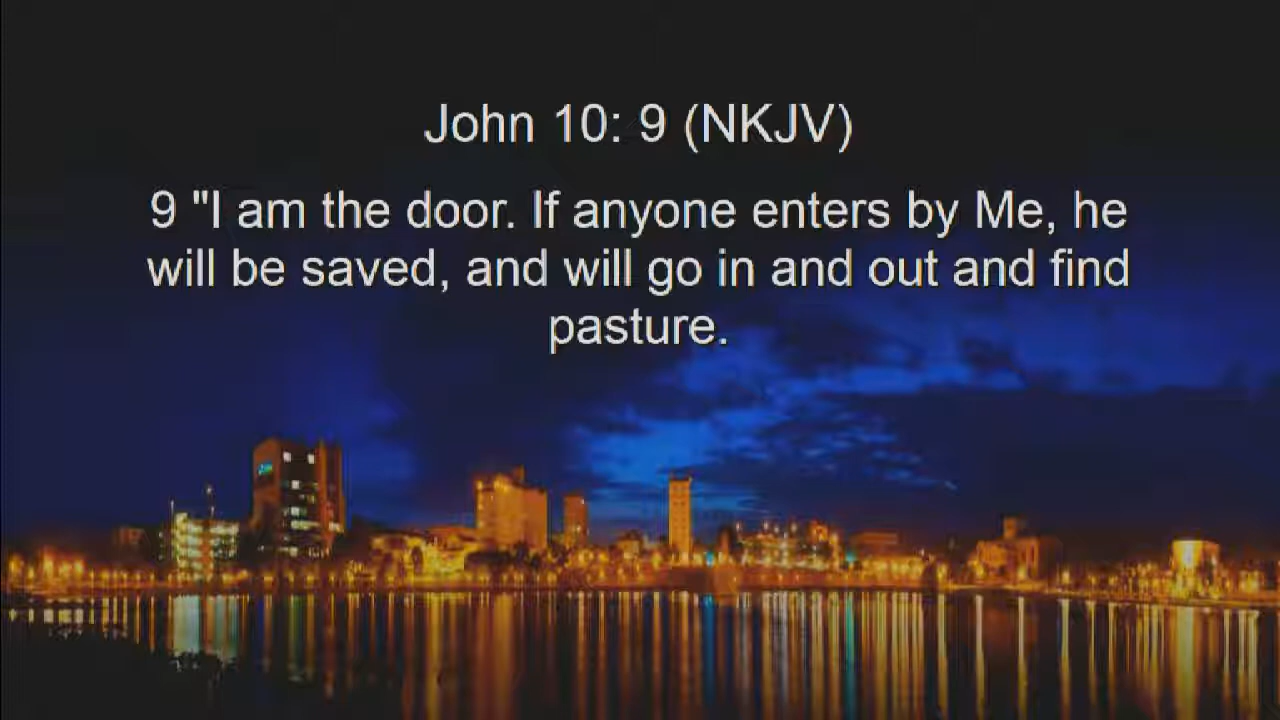 John 10: 9 (NKJV)
9 "I am the door. If anyone enters by Me, he
will be saved, and will go in and out and find
pasture.